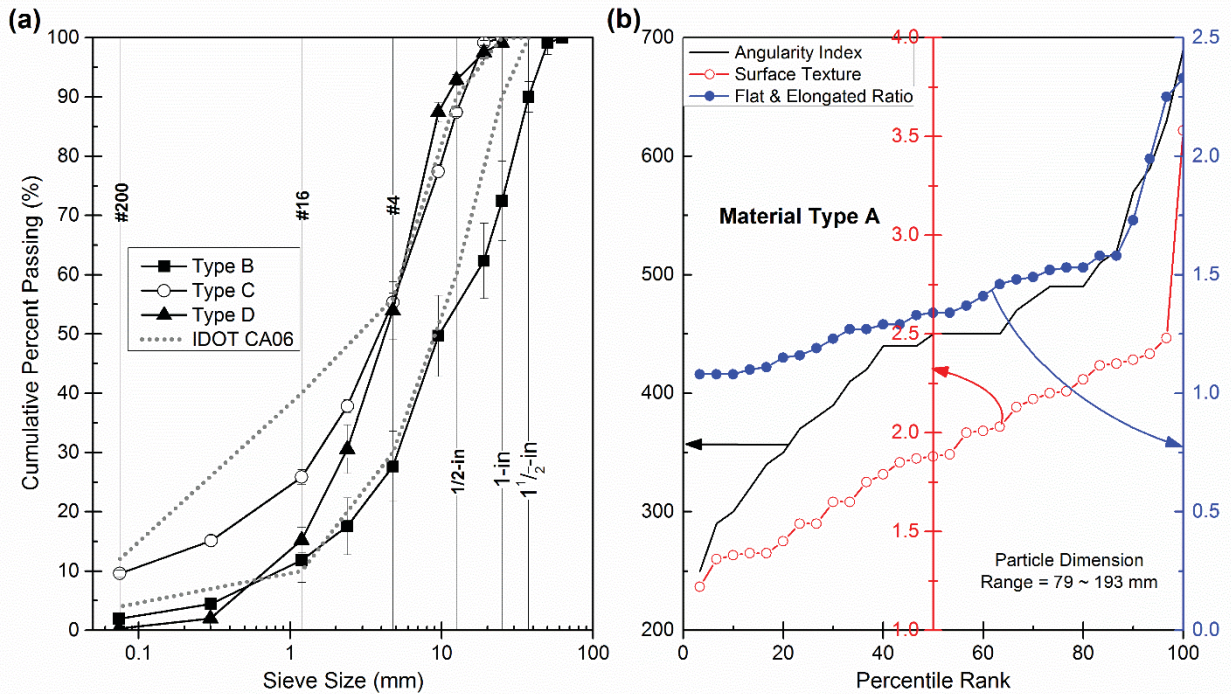 (a)
100
90
80
70
60
50
40
30
20
10
0
Cumulative Percent Passing (%)
#200
#16
#4
1/2-in
1-in
1 1/2-in
Type B
Type C
Type D
IDOT CA06
0.1
1
10
100
Sieve Size (mm)
(b)
700
600
500
400
300
200
Angularity Index
Surface Texture
Flat & Elongated Ratio
4.0
3.5
3.0
2.5
2.0
1.5
1.0
2.5
2.0
1.5
1.0
0.5
0.0
Material Type A
Particle Dimension
Range = 79 ~ 193 mm
0
20
40
60
80
100
Percentile Rank